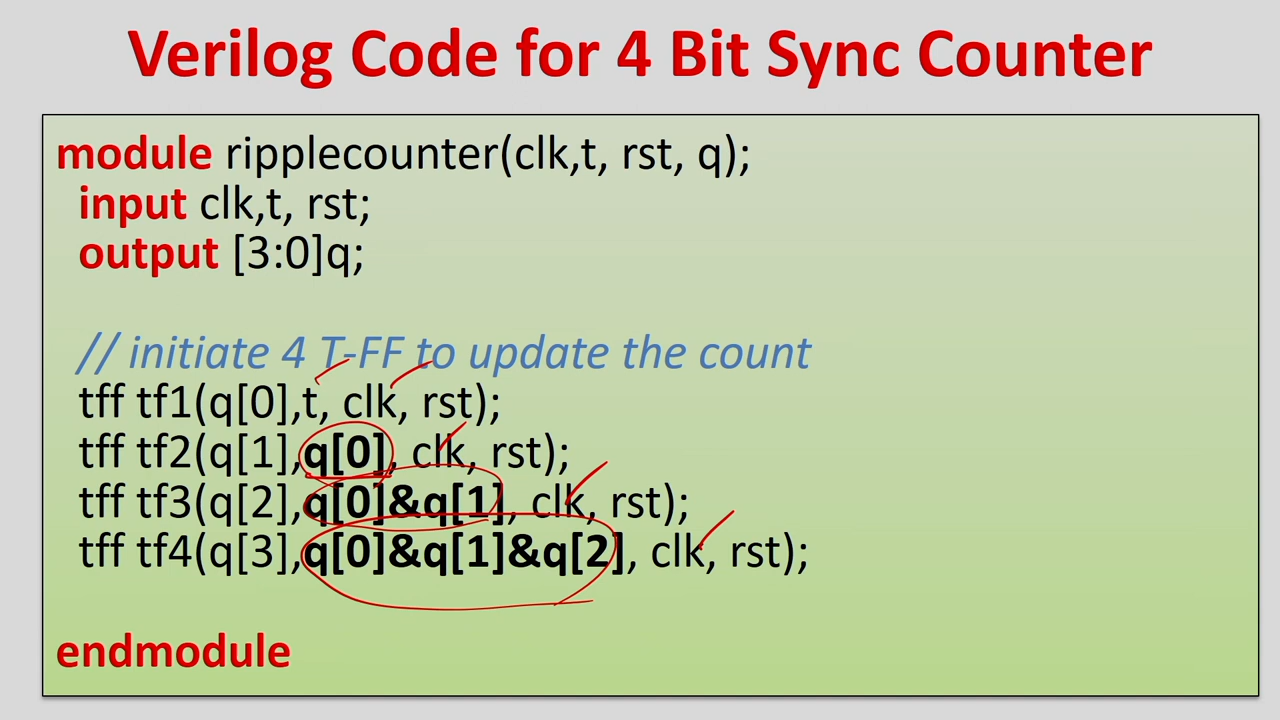 Verilog Code for 4 Bit Sync Counter
module ripplecounter(clk,t, rst, q);
input clk,t, rst;
output [3:0]q;
// initiate 4 T-FF to update the count
tff tf1(q[0],t, clk, rst);
tff tf2(q[1],q[0], clk, rst);
tff tf3(q[2],q[0]&q[1], clk, rst);
tff tf4(q[3],q[0]&q[1]&q[2], clk, rst);
endmodule